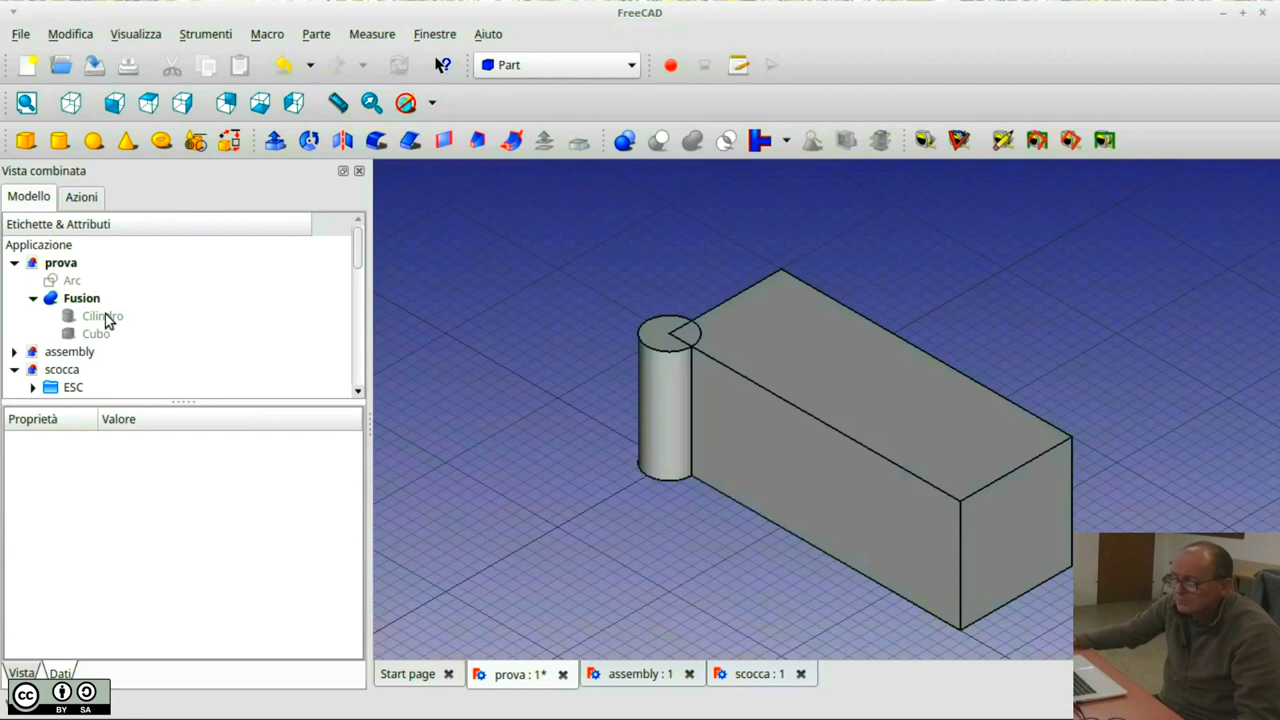 FreeCAD
File Modifica Visualizza Strumenti Macro Parte Measure Finestre Aiuto
Part
Vista combinata
Modello Azioni
Etichette & Attributi
Applicazione
prova
Arc
Fusion
Cilindro
Cubo
assembly
scocca
ESC
Proprietà Valore
Vista Dati
Start page prova : 1* assembly : 1 scocca : 1
CC BY SA